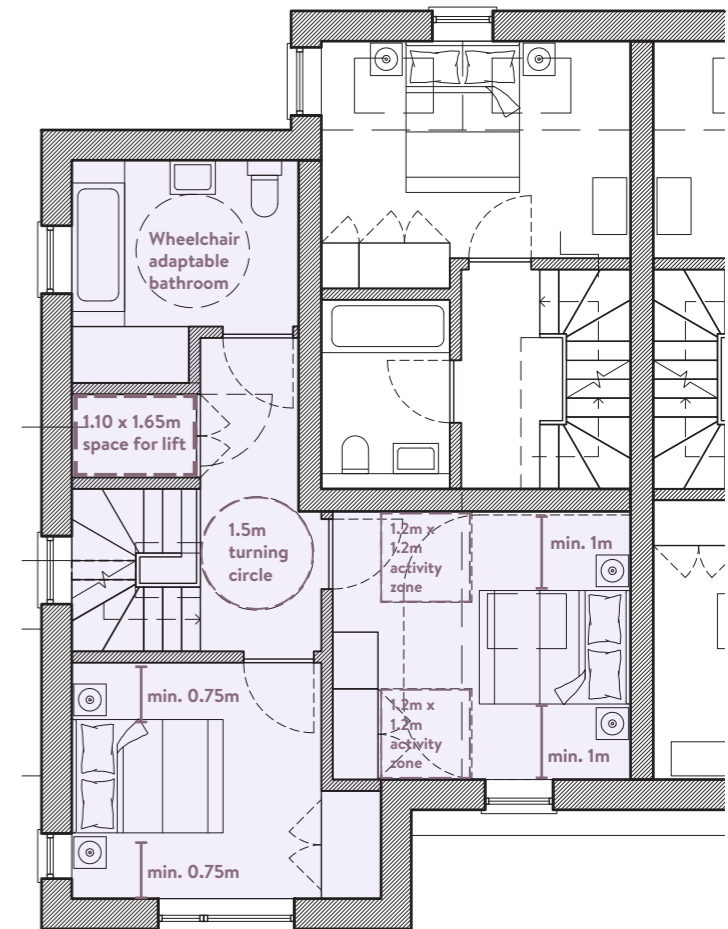 Wheelchair
adaptable
bathroom
1.10 x 1.65m
space for lift
1.5m
turning
circle
1.2m x
1.2m
activity
zone
min. 1m
min. 0.75m
1.2m x
1.2m
activity
zone
min. 1m
min. 0.75m